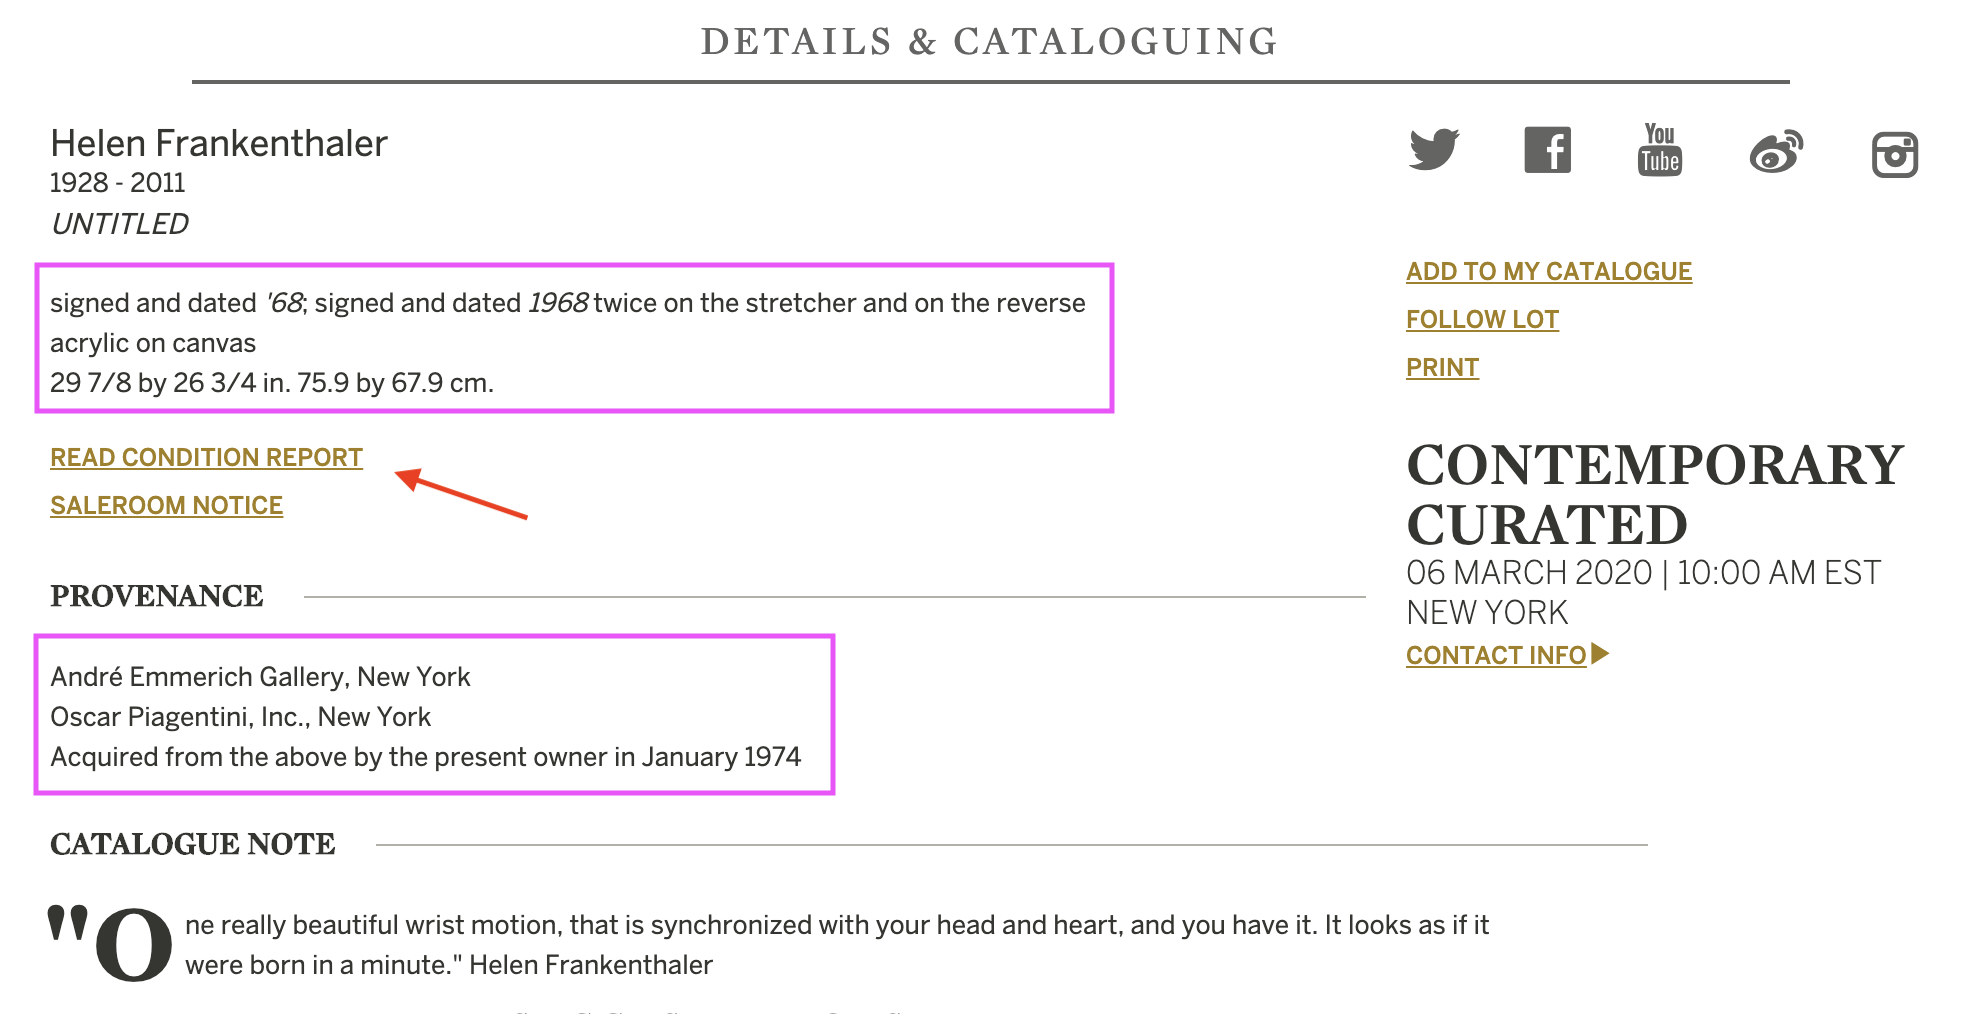 DETAILS & CATALOGUING
Helen Frankenthaler
1928 - 2011
UNTITLED
signed and dated '68; signed and dated 1968 twice on the stretcher and on the reverse
acrylic on canvas
29 7/8 by 26 3/4 in. 75.9 by 67.9 cm.
READ CONDITION REPORT
SALEROOM NOTICE
PROVENANCE
André Emmerich Gallery, New York
Oscar Piagentini, Inc., New York
Acquired from the above by the present owner in January 1974
CATALOGUE NOTE
"One really beautiful wrist motion, that is synchronized with your head and heart, and you have it. It looks as if it
were born in a minute." Helen Frankenthaler
You
Tube
ADD TO MY CATALOGUE
FOLLOW LOT
PRINT
CONTEMPORARY
CURATED
06 MARCH 2020 | 10:00 AM EST
NEW YORK
CONTACT INFO